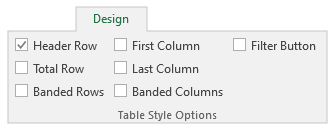 Design
Header Row First Column Filter Button
Total Row Last Column
Banded Rows Banded Columns
Table Style Options